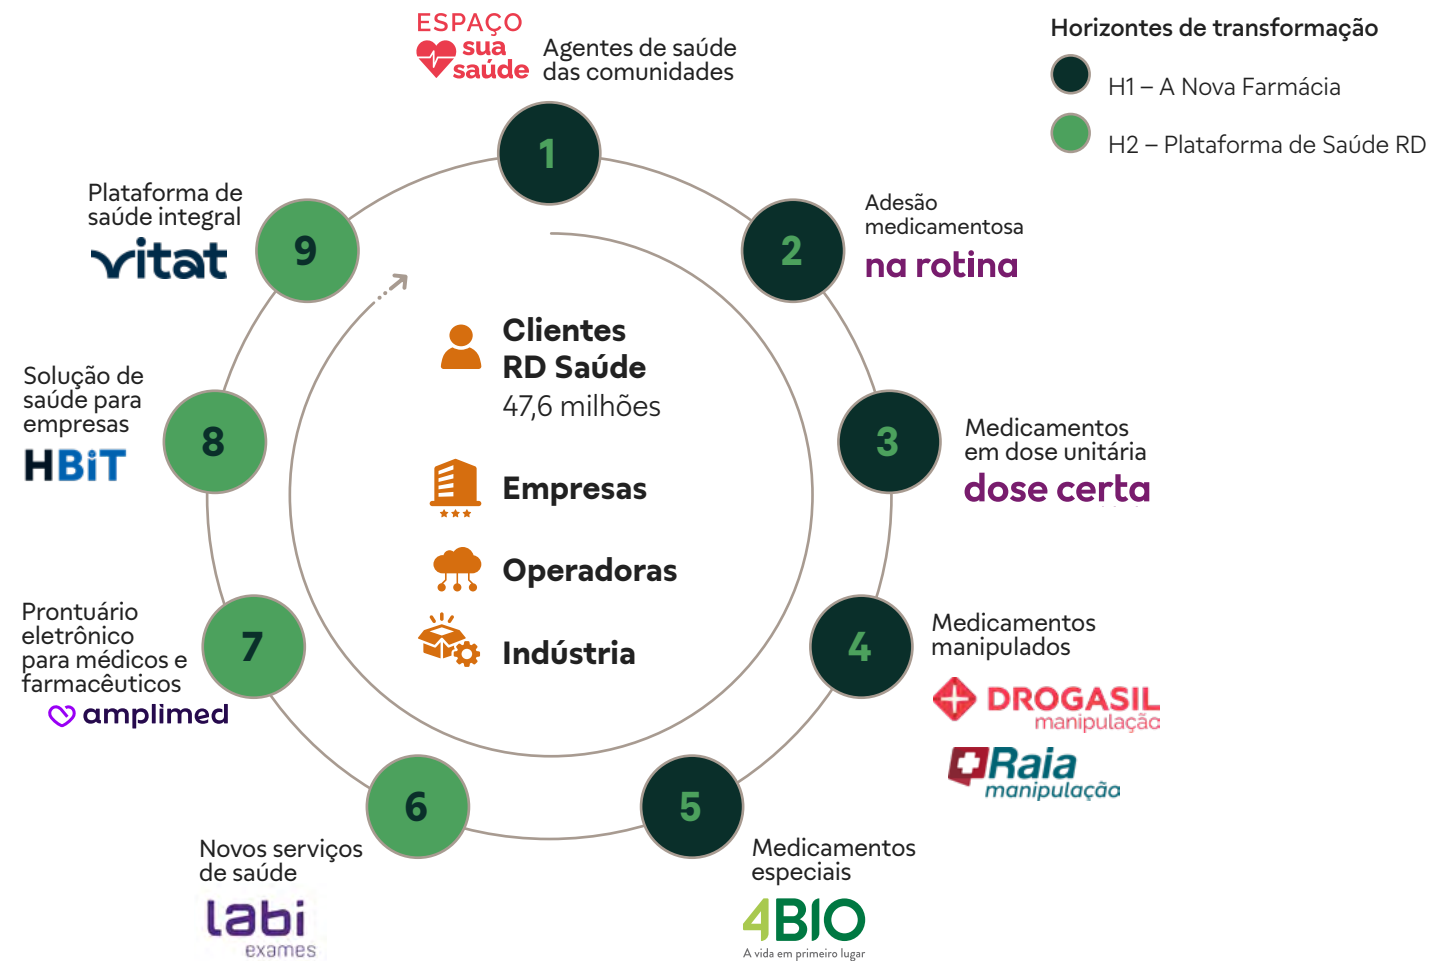 ESPAÇO
sua
saúde
Agentes de saúde
das comunidades
Horizontes de transformação
H1 – A Nova Farmácia
H2 – Plataforma de Saúde RD
1
2
Adesão
medicamentosa
na rotina
3
Medicamentos
em dose unitária
dose certa
4
Medicamentos
manipulados
DROGASIL
manipulação
Raia
manipulação
5
Medicamentos
especiais
4BIO
A vida em primeiro lugar
6
Novos serviços
de saúde
labi
exames
7
Prontuário
eletrônico
para médicos e
farmacêuticos
amplimed
8
Solução de
saúde para
empresas
HBiT
9
Plataforma de
saúde integral
vitat
Clientes
RD Saúde
47,6 milhões
Empresas
Operadoras
Indústria